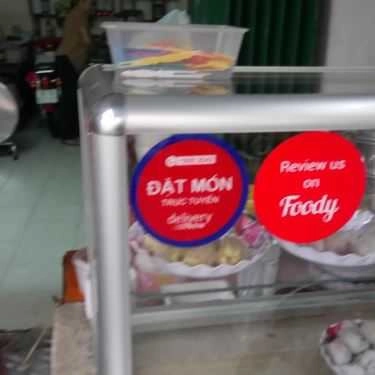 ĐẶT MÓN
TRỰC TUYẾN
delivery
Review us
on
Foody